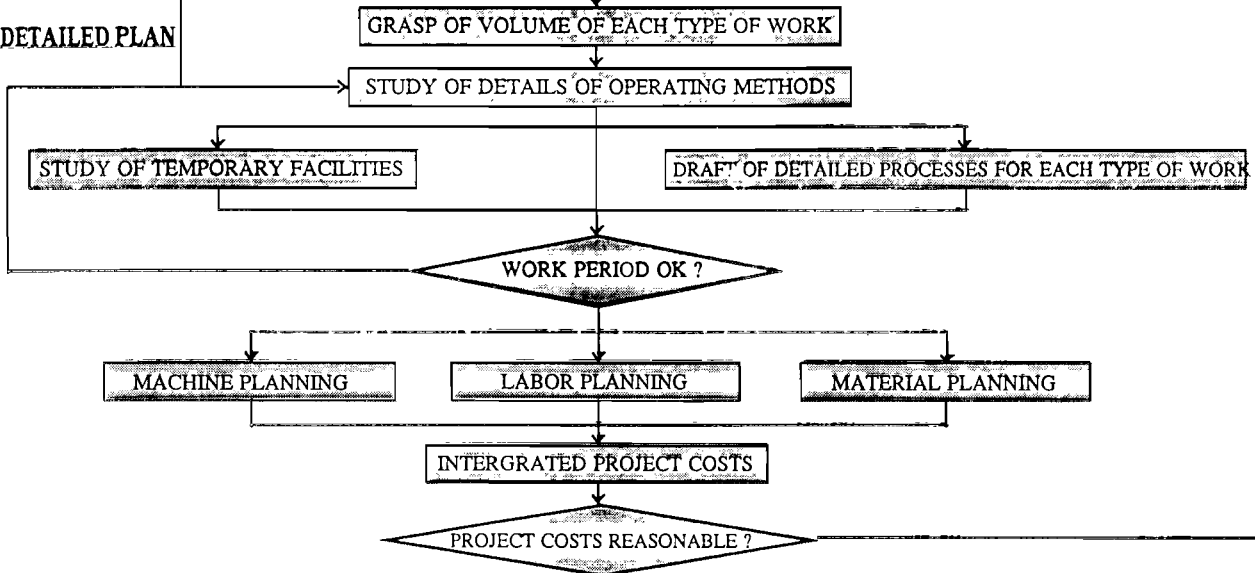 GRASP OF VOLUME OF EACH TYPE OF WORK
DETAILED PLAN
STUDY OF DETAILS OF OPERATING METHODS
STUDY OF TEMPORARY FACILITIES
DRAFT OF DETAILED PROCESSES FOR EACH TYPE OF WORK
WORK PERIOD OK ?
MACHINE PLANNING
LABOR PLANNING
MATERIAL PLANNING
INTERGRATED PROJECT COSTS
PROJECT COSTS REASONABLE ?